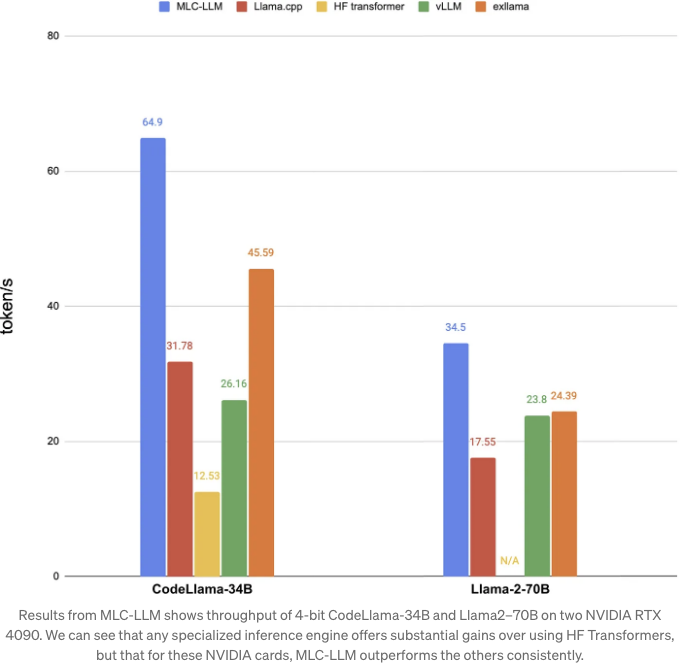 MLC-LLM Llama.cpp HF transformer vLLM exllama
80
60
40
20
0
token/s
64.9
31.78
12.53
26.16
45.59
34.5
17.55
N/A
23.8
24.39
CodeLlama-34B
Llama-2-70B
Results from MLC-LLM shows throughput of 4-bit CodeLlama-34B and Llama2–70B on two NVIDIA RTX
4090. We can see that any specialized inference engine offers substantial gains over using HF Transformers,
but that for these NVIDIA cards, MLC-LLM outperforms the others consistently.